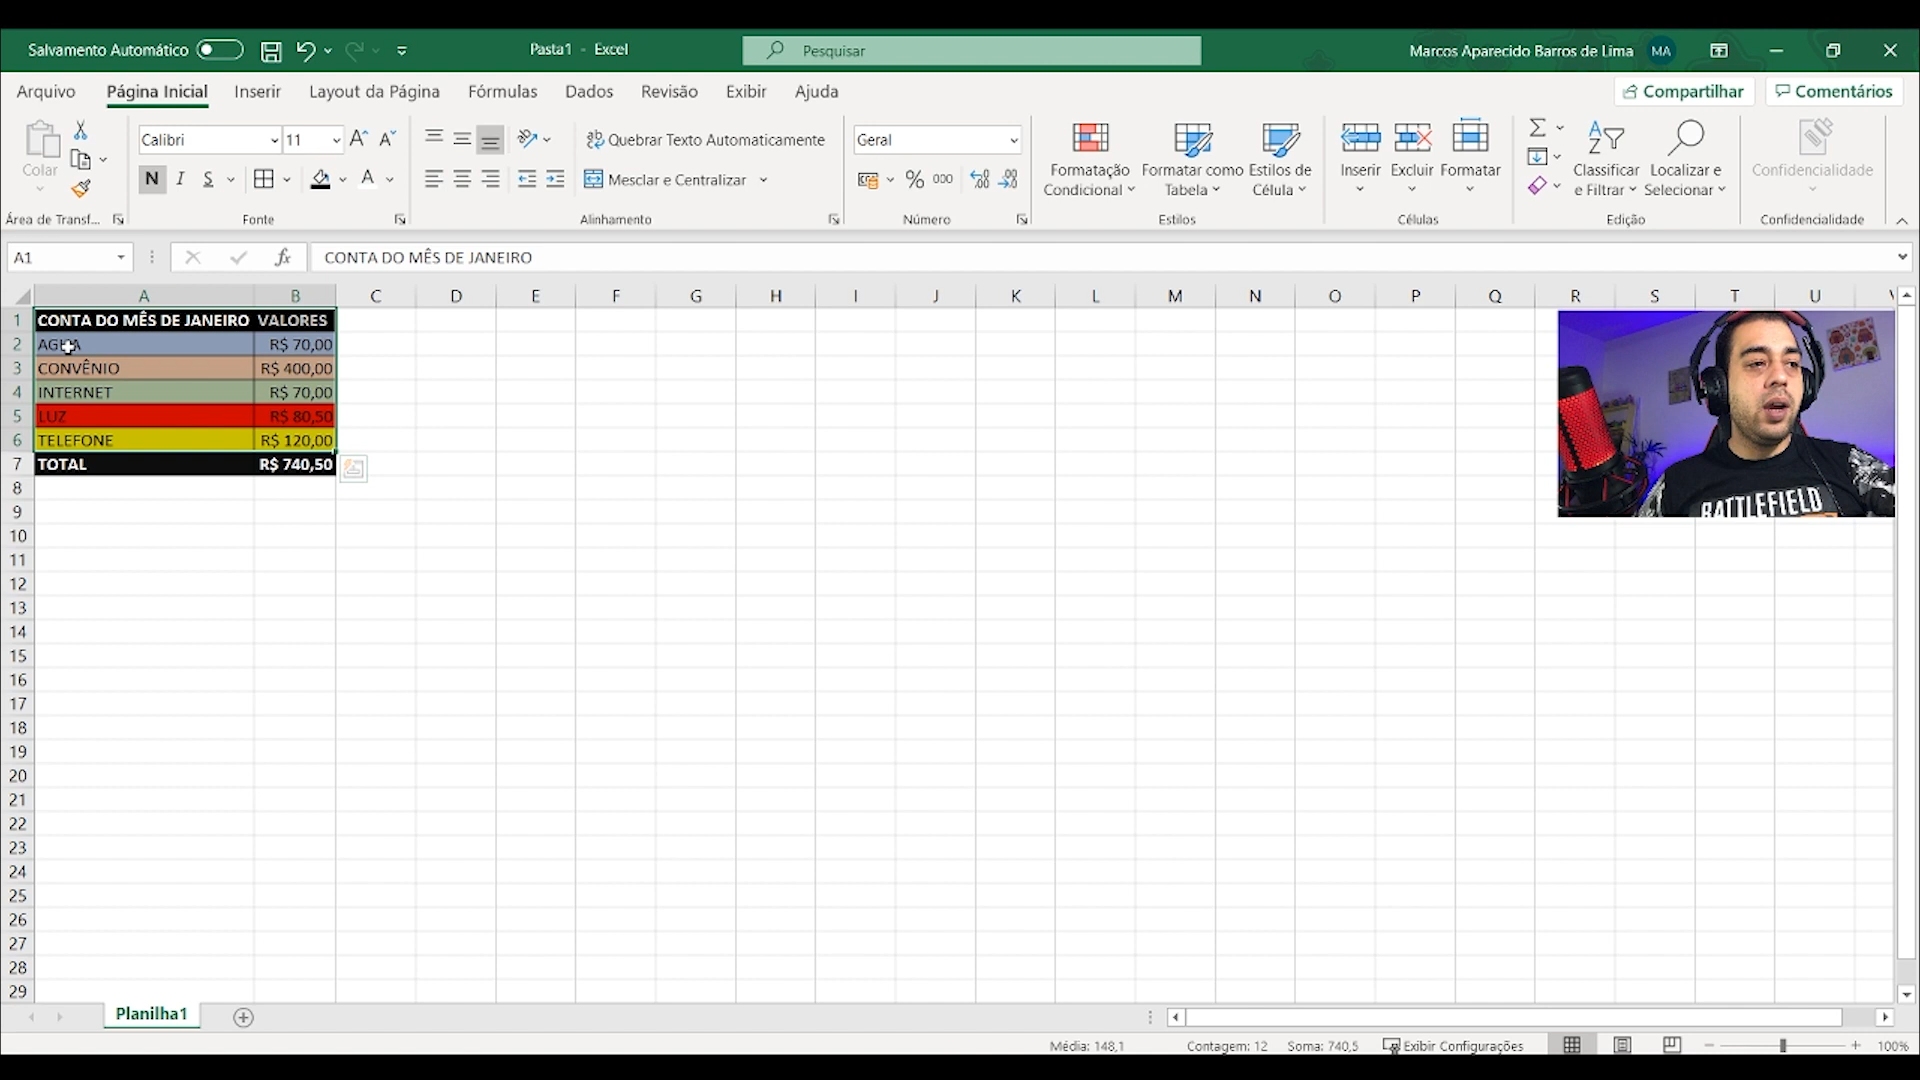 Salvamento Automático
Pasta1 - Excel
Pesquisar
Marcos Aparecido Barros de Lima MA
Arquivo Página Inicial Inserir Layout da Página Fórmulas Dados Revisão Exibir Ajuda
Compartilhar Comentários
Colar
Calibri 11
N I S
Quebrar Texto Automaticamente
Mesclar e Centralizar
Geral
% 000
Formatação Condicional
Formatar como Tabela
Estilos de Célula
Inserir Excluir Formatar
Classificar e Filtrar
Localizar e Selecionar
Confidencialidade
Área de Transf... Fonte Alinhamento Número Estilos Células Edição Confidencialidade
A1 fx CONTA DO MÊS DE JANEIRO
A B C D E F G H I J K L M N O P Q R S T U
1 CONTA DO MÊS DE JANEIRO VALORES
2 R$ 70,00
3 CONVÊNIO R$ 400,00
4 INTERNET R$ 70,00
5 LUZ R$ 80,50
6 TELEFONE R$ 120,00
7 TOTAL R$ 740,50
8
9
10
11
12
13
14
15
16
17
18
19
20
21
22
23
24
25
26
27
28
29
BATTLEFIELD
Planilha1
Média: 148,1 Contagem: 12 Soma: 740,5 Exibir Configurações 100%